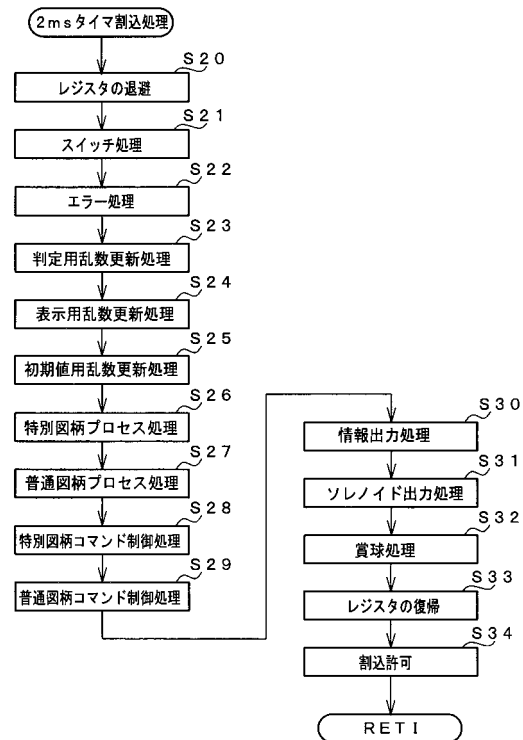 2msタイマ割込処理
S20
レジスタの退避
S21
スイッチ処理
S22
エラー処理
S23
判定用乱数更新処理
S24
表示用乱数更新処理
S25
初期値用乱数更新処理
S26
特別図柄プロセス処理
S27
普通図柄プロセス処理
S28
特別図柄コマンド制御処理
S29
普通図柄コマンド制御処理
S30
情報出力処理
S31
ソレノイド出力処理
S32
賞球処理
S33
レジスタの復帰
S34
割込許可
RETI